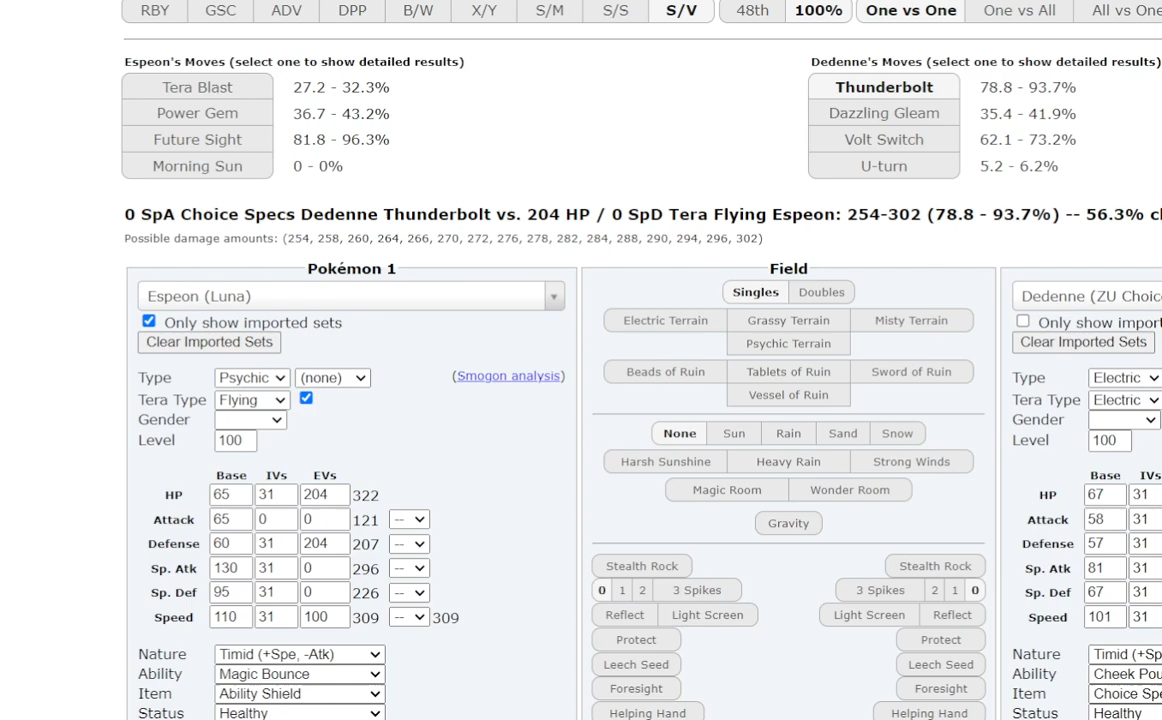 RBY GSC ADV DPP B/W X/Y S/M S/S S/V 48th 100% One vs One One vs All All vs One
Espeon's Moves (select one to show detailed results) Dedenne's Moves (select one to show detailed results)
Tera Blast 27.2 - 32.3% Thunderbolt 78.8 - 93.7%
Power Gem 36.7 - 43.2% Dazzling Gleam 35.4 - 41.9%
Future Sight 81.8 - 96.3% Volt Switch 62.1 - 73.2%
Morning Sun 0 - 0% U-turn 5.2 - 6.2%
0 SpA Choice Specs Dedenne Thunderbolt vs. 204 HP / 0 SpD Tera Flying Espeon: 254-302 (78.8 - 93.7%) -- 56.3%
Possible damage amounts: (254, 258, 260, 264, 266, 270, 272, 276, 278, 282, 284, 288, 290, 294, 296, 302)
Pokémon 1
Espeon (Luna)
Only show imported sets
Clear Imported Sets
Type Psychic (none) (Smogon analysis)
Tera Type Flying
Gender
Level 100
Base IVs EVs
HP 65 31 204 322
Attack 65 0 0 121 --
Defense 60 31 204 207 --
Sp. Atk 130 31 0 296 --
Sp. Def 95 31 0 226 --
Speed 110 31 100 309 -- 309
Nature Timid (+Spe, -Atk)
Ability Magic Bounce
Item Ability Shield
Status Healthy
Field
Singles Doubles
Electric Terrain Grassy Terrain Misty Terrain
Psychic Terrain
Beads of Ruin Tablets of Ruin Sword of Ruin
Vessel of Ruin
None Sun Rain Sand Snow
Harsh Sunshine Heavy Rain Strong Winds
Magic Room Wonder Room
Gravity
Stealth Rock Stealth Rock
0 1 2 3 Spikes 3 Spikes 2 1 0
Reflect Light Screen Light Screen Reflect
Protect Protect
Leech Seed Leech Seed
Foresight Foresight
Helping Hand Helping Hand
Dedenne (ZU Choic
Only show import
Clear Imported Sets
Type Electric
Tera Type Electric
Gender
Level 100
Base IVs
HP 67 31
Attack 58 31
Defense 57 31
Sp. Atk 81 31
Sp. Def 67 31
Speed 101 31
Nature Timid (+Sp
Ability Cheek Pou
Item Choice Spe
Status Healthy